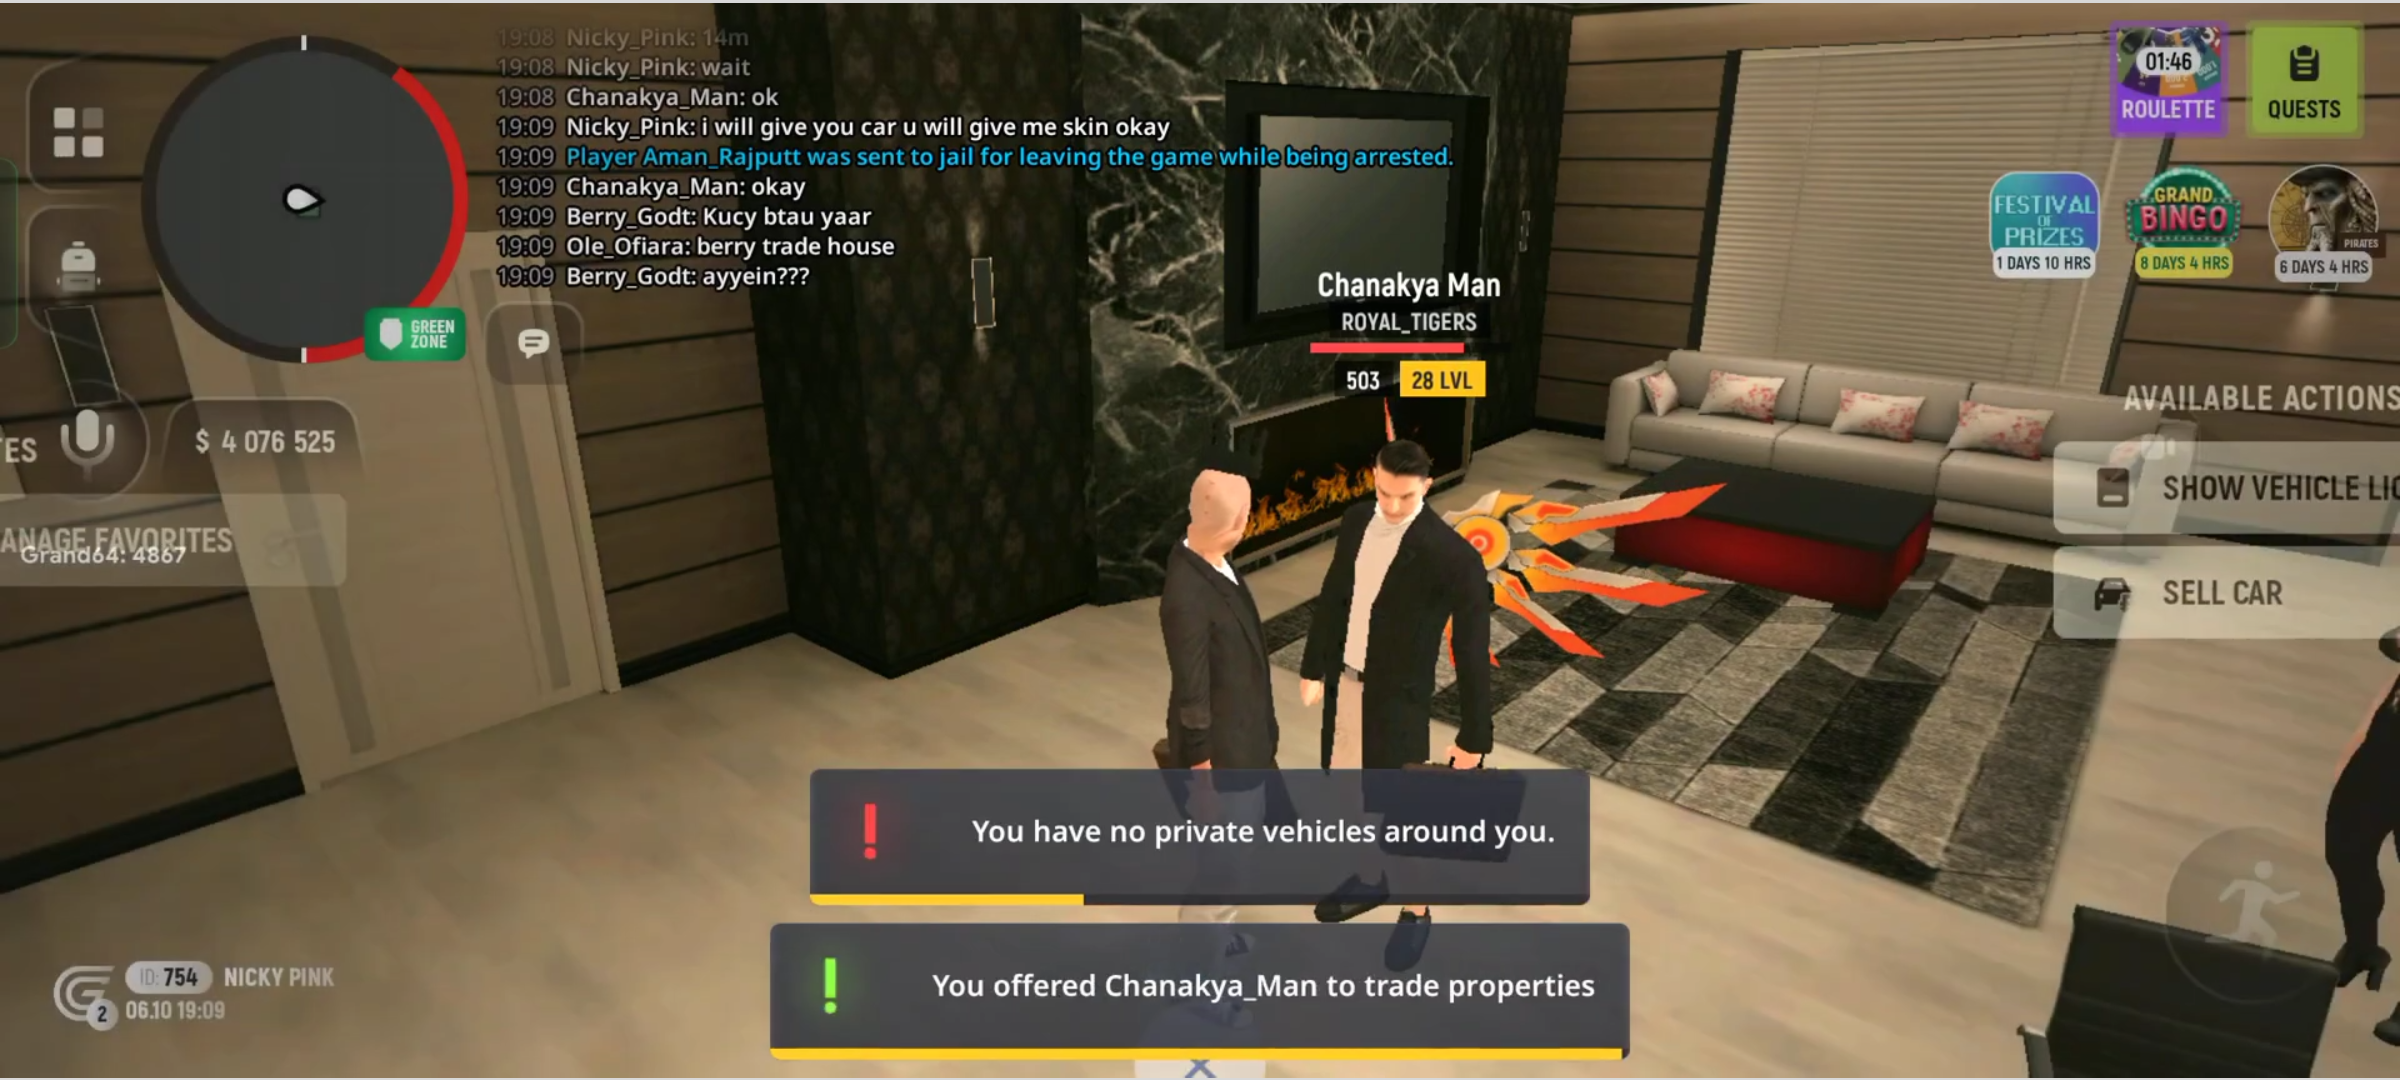 19:08 Nicky_Pink: 14m
19:08 Nicky_Pink: wait
19:08 Chanakya_Man: ok
19:09 Nicky_Pink: i will give you car u will give me skin okay
19:09 Player Aman_Rajputt was sent to jail for leaving the game while being arrested.
19:09 Chanakya_Man: okay
19:09 Berry_Godt: Kucy btau yaar
19:09 Ole_Ofiara: berry trade house
19:09 Berry_Godt: ayyein???
01:46
ROULETTE
QUESTS
FESTIVAL
OF
PRIZES
1 DAYS 10 HRS
GRAND
BINGO
8 DAYS 4 HRS
PIRATES
6 DAYS 4 HRS
GREEN
ZONE
Chanakya Man
ROYAL_TIGERS
503
28 LVL
TES
$ 4 076 525
ANAGE FAVORITES
Grand64: 4867
AVAILABLE ACTIONS
SHOW VEHICLE LIC
SELL CAR
You have no private vehicles around you.
You offered Chanakya_Man to trade properties
2
ID: 754 NICKY PINK
06.10 19:09